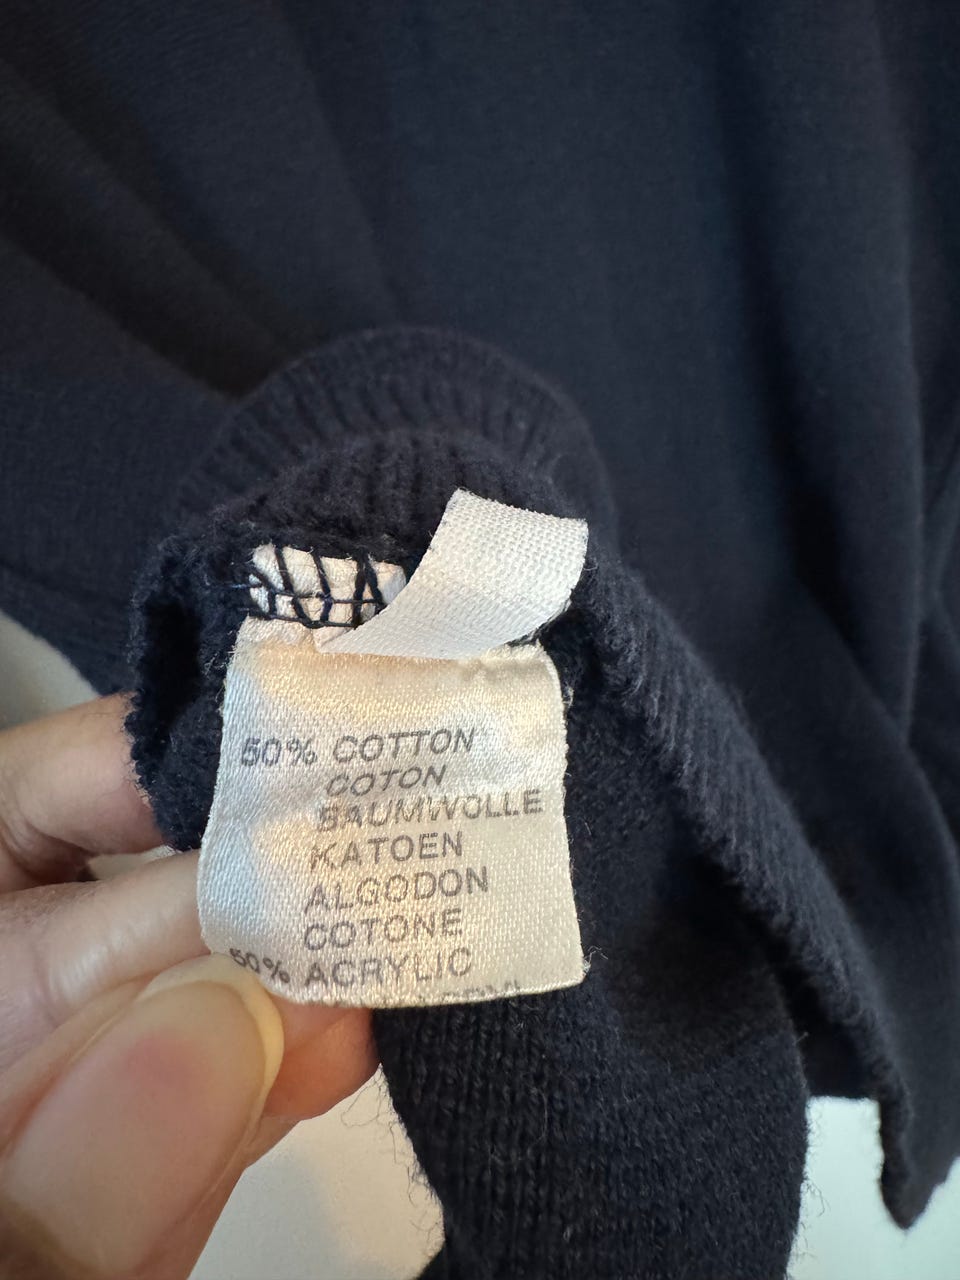 50% COTTON
COTON
BAUMWOLLE
KATOEN
ALGODON
COTONE
50% ACRYLIC